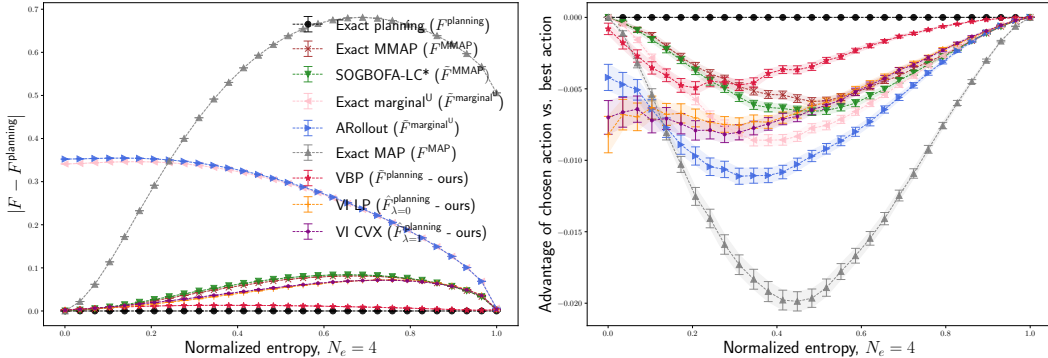 0.7
0.6
0.5
0.4
0.3
0.2
0.1
0.0
|F − F^planning|
Exact planning (F^planning)
Exact MMAP (F^MMAP)
SOGBOFA-LC* (F̃^MMAP)
Exact marginal^U (F̃^marginal^U)
ARollout (F̃^marginal^U)
Exact MAP (F^MAP)
VBP (F̃^planning - ours)
VI LP (F̂^planning_λ=0 - ours)
VI CVX (F̂^planning_λ=1 - ours)
0.0 0.2 0.4 0.6 0.8 1.0
Normalized entropy, N_e = 4
Advantage of chosen action vs. best action
0.000
−0.005
−0.010
−0.015
−0.020
0.0 0.2 0.4 0.6 0.8 1.0
Normalized entropy, N_e = 4